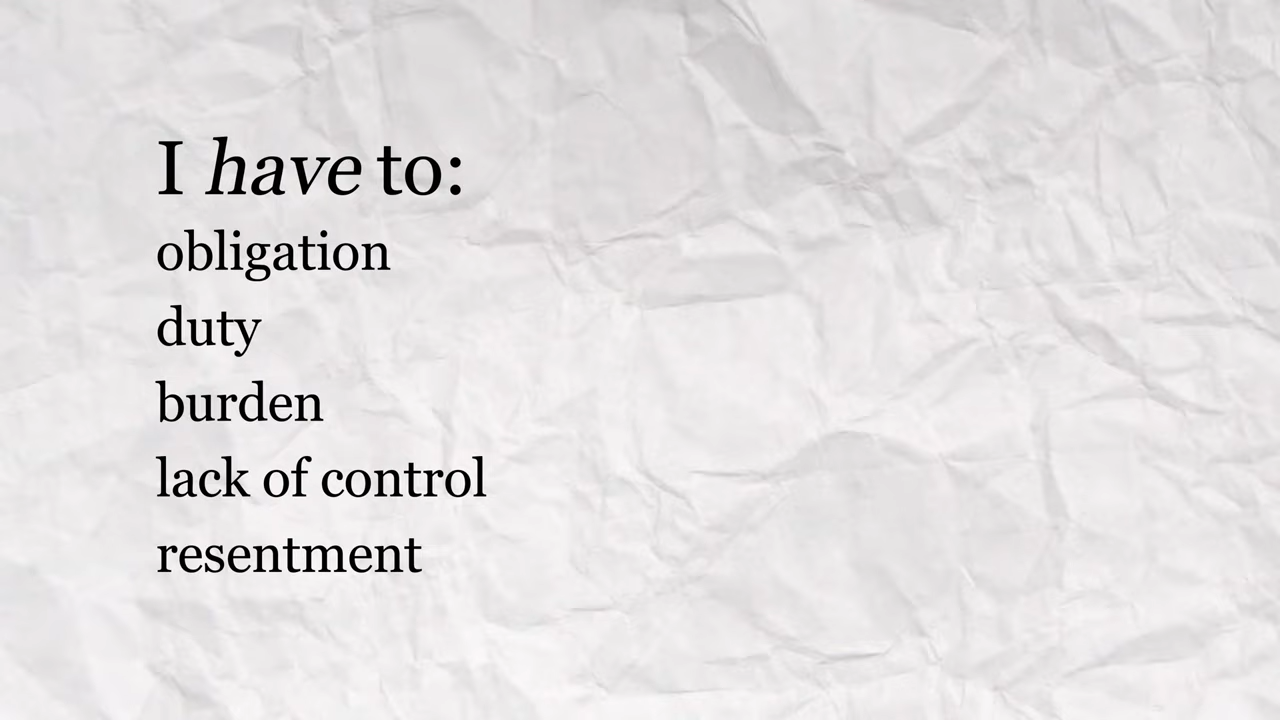 I have to:
obligation
duty
burden
lack of control
resentment